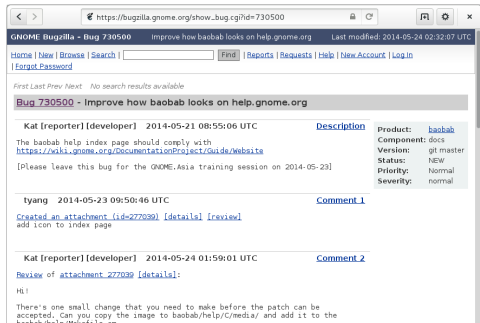 https://bugzilla.gnome.org/show_bug.cgi?id=730500
GNOME Bugzilla – Bug 730500 Improve how baobab looks on help.gnome.org Last modified: 2014-05-24 02:32:07 UTC
Home | New | Browse | Search | Find | Reports | Requests | Help | New Account | Log In
| Forgot Password
First Last Prev Next No search results available
Bug 730500 - Improve how baobab looks on help.gnome.org
Kat [reporter] [developer] 2014-05-21 08:55:06 UTC Description
The baobab help index page should comply with
https://wiki.gnome.org/DocumentationProject/Guide/Website
[Please leave this bug for the GNOME.Asia training session on 2014-05-23]
Product: baobab
Component: docs
Version: git master
Status: NEW
Priority: Normal
Severity: normal
tyang 2014-05-23 09:50:46 UTC Comment 1
Created an attachment (id=277039) [details] [review]
add icon to index page
Kat [reporter] [developer] 2014-05-24 01:59:01 UTC Comment 2
Review of attachment 277039 [details]:
Hi!
There's one small change that you need to make before the patch can be
accepted. Can you copy the image to baobab/help/C/media/ and add it to the
baobab/help/Makefile.am